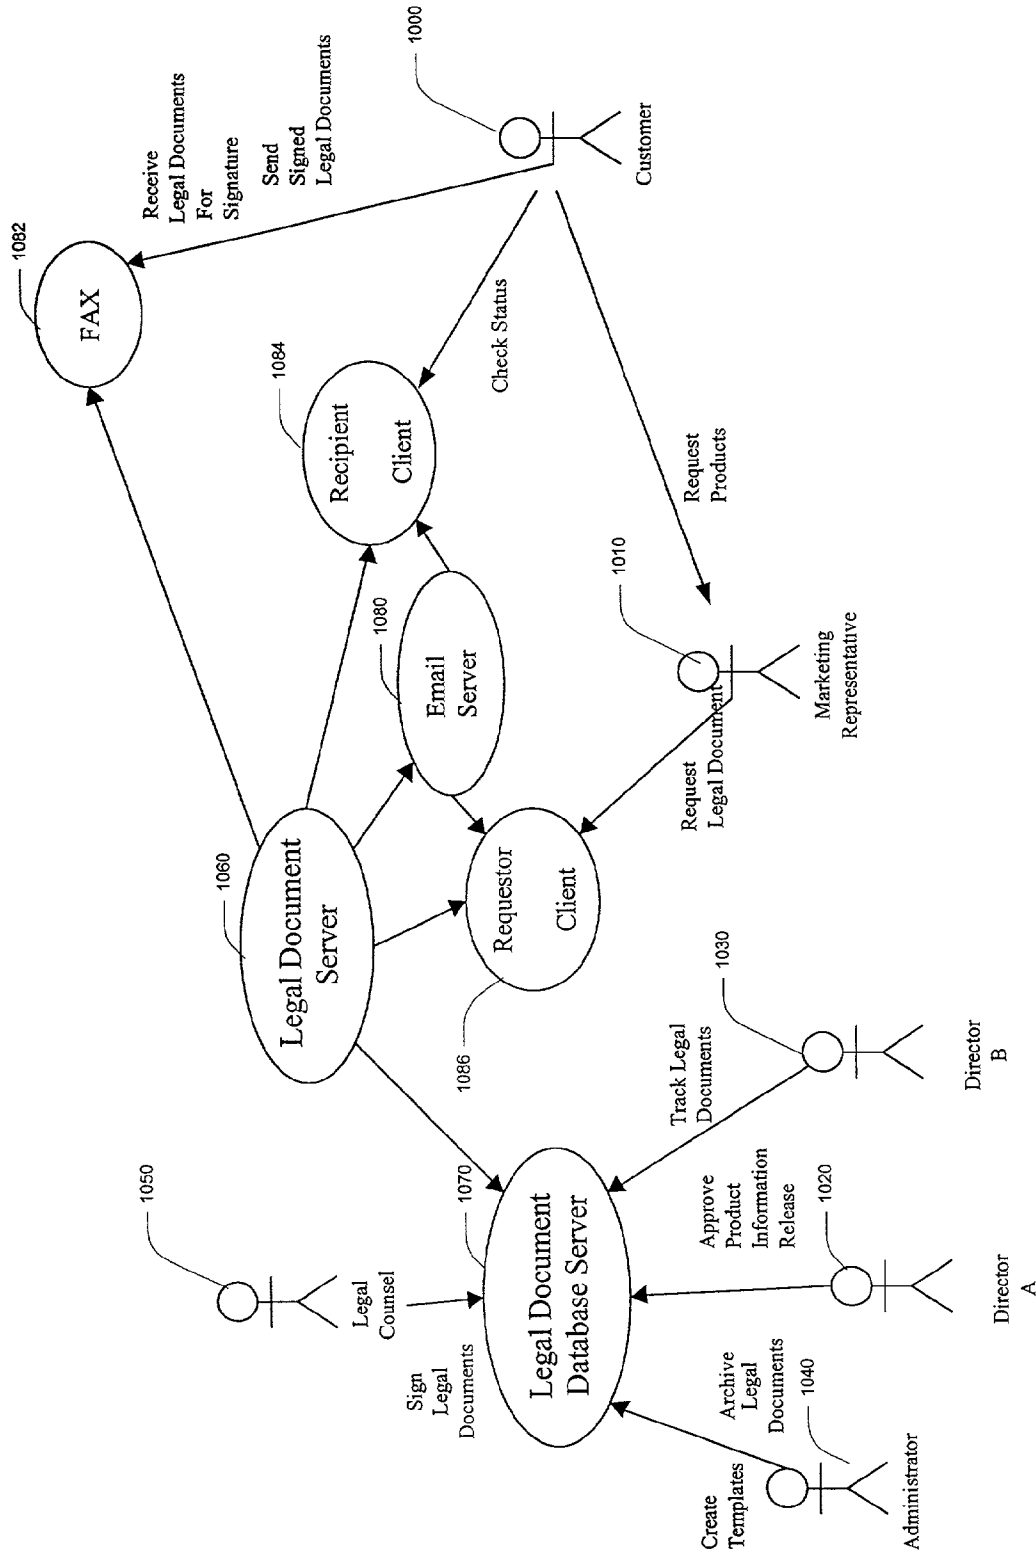 1000
Receive
Legal Documents
For
Signature
Send
Signed
Legal Documents
Customer
1082
FAX
Check Status
1084
Recipient
Client
Request
Products
1010
Marketing
Representative
1080
Email
Server
Request
Legal Document
1060
Legal Document
Server
Requestor
Client
1086
1030
Track Legal
Documents
Director
B
1050
Legal
Counsel
1070
Legal Document
Database Server
Sign
Legal
Documents
Approve
Product
Information
Release
1020
Director
A
Archive
Legal
Documents
1040
Create
Templates
Administrator